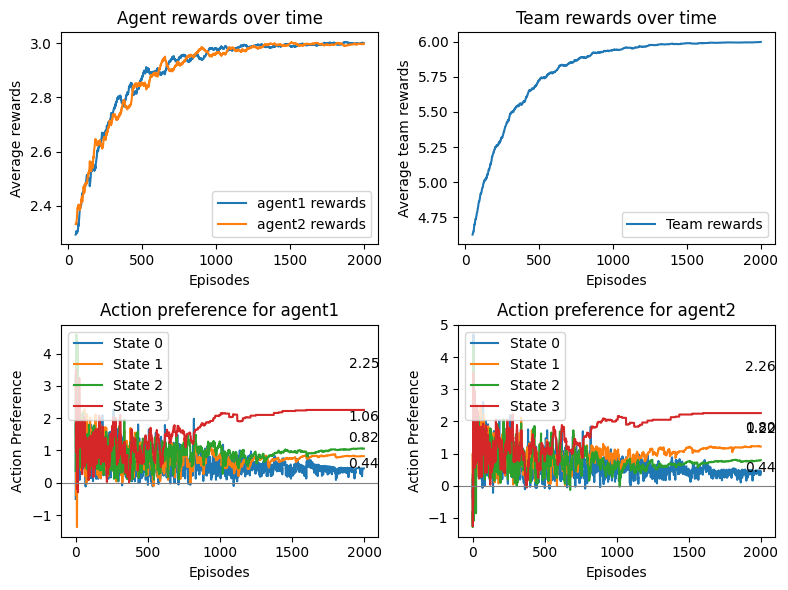 Agent rewards over time
3.0
2.8
2.6
2.4
Average rewards
agent1 rewards
agent2 rewards
0
500
1000
1500
2000
Episodes
Team rewards over time
6.00
5.75
5.50
5.25
5.00
4.75
Average team rewards
Team rewards
0
500
1000
1500
2000
Episodes
Action preference for agent1
4
3
2
1
0
−1
Action Preference
State 0
State 1
State 2
State 3
2.25
1.06
0.82
0.44
0
500
1000
1500
2000
Episodes
Action preference for agent2
5
4
3
2
1
0
−1
Action Preference
State 0
State 1
State 2
State 3
2.26
0.44
0
500
1000
1500
2000
Episodes